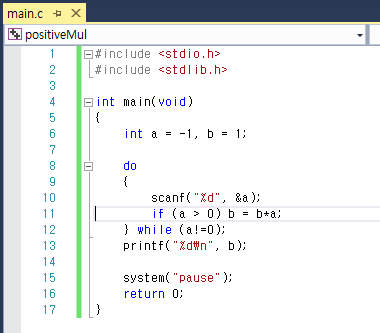 main.c
positiveMul
1 #include <stdio.h>
2 #include <stdlib.h>
3
4 int main(void)
5 {
6 int a = -1, b = 1;
7
8 do
9 {
10 scanf("%d", &a);
11 if (a > 0) b = b*a;
12 } while (a!=0);
13 printf("%d₩n", b);
14
15 system("pause");
16 return 0;
17 }